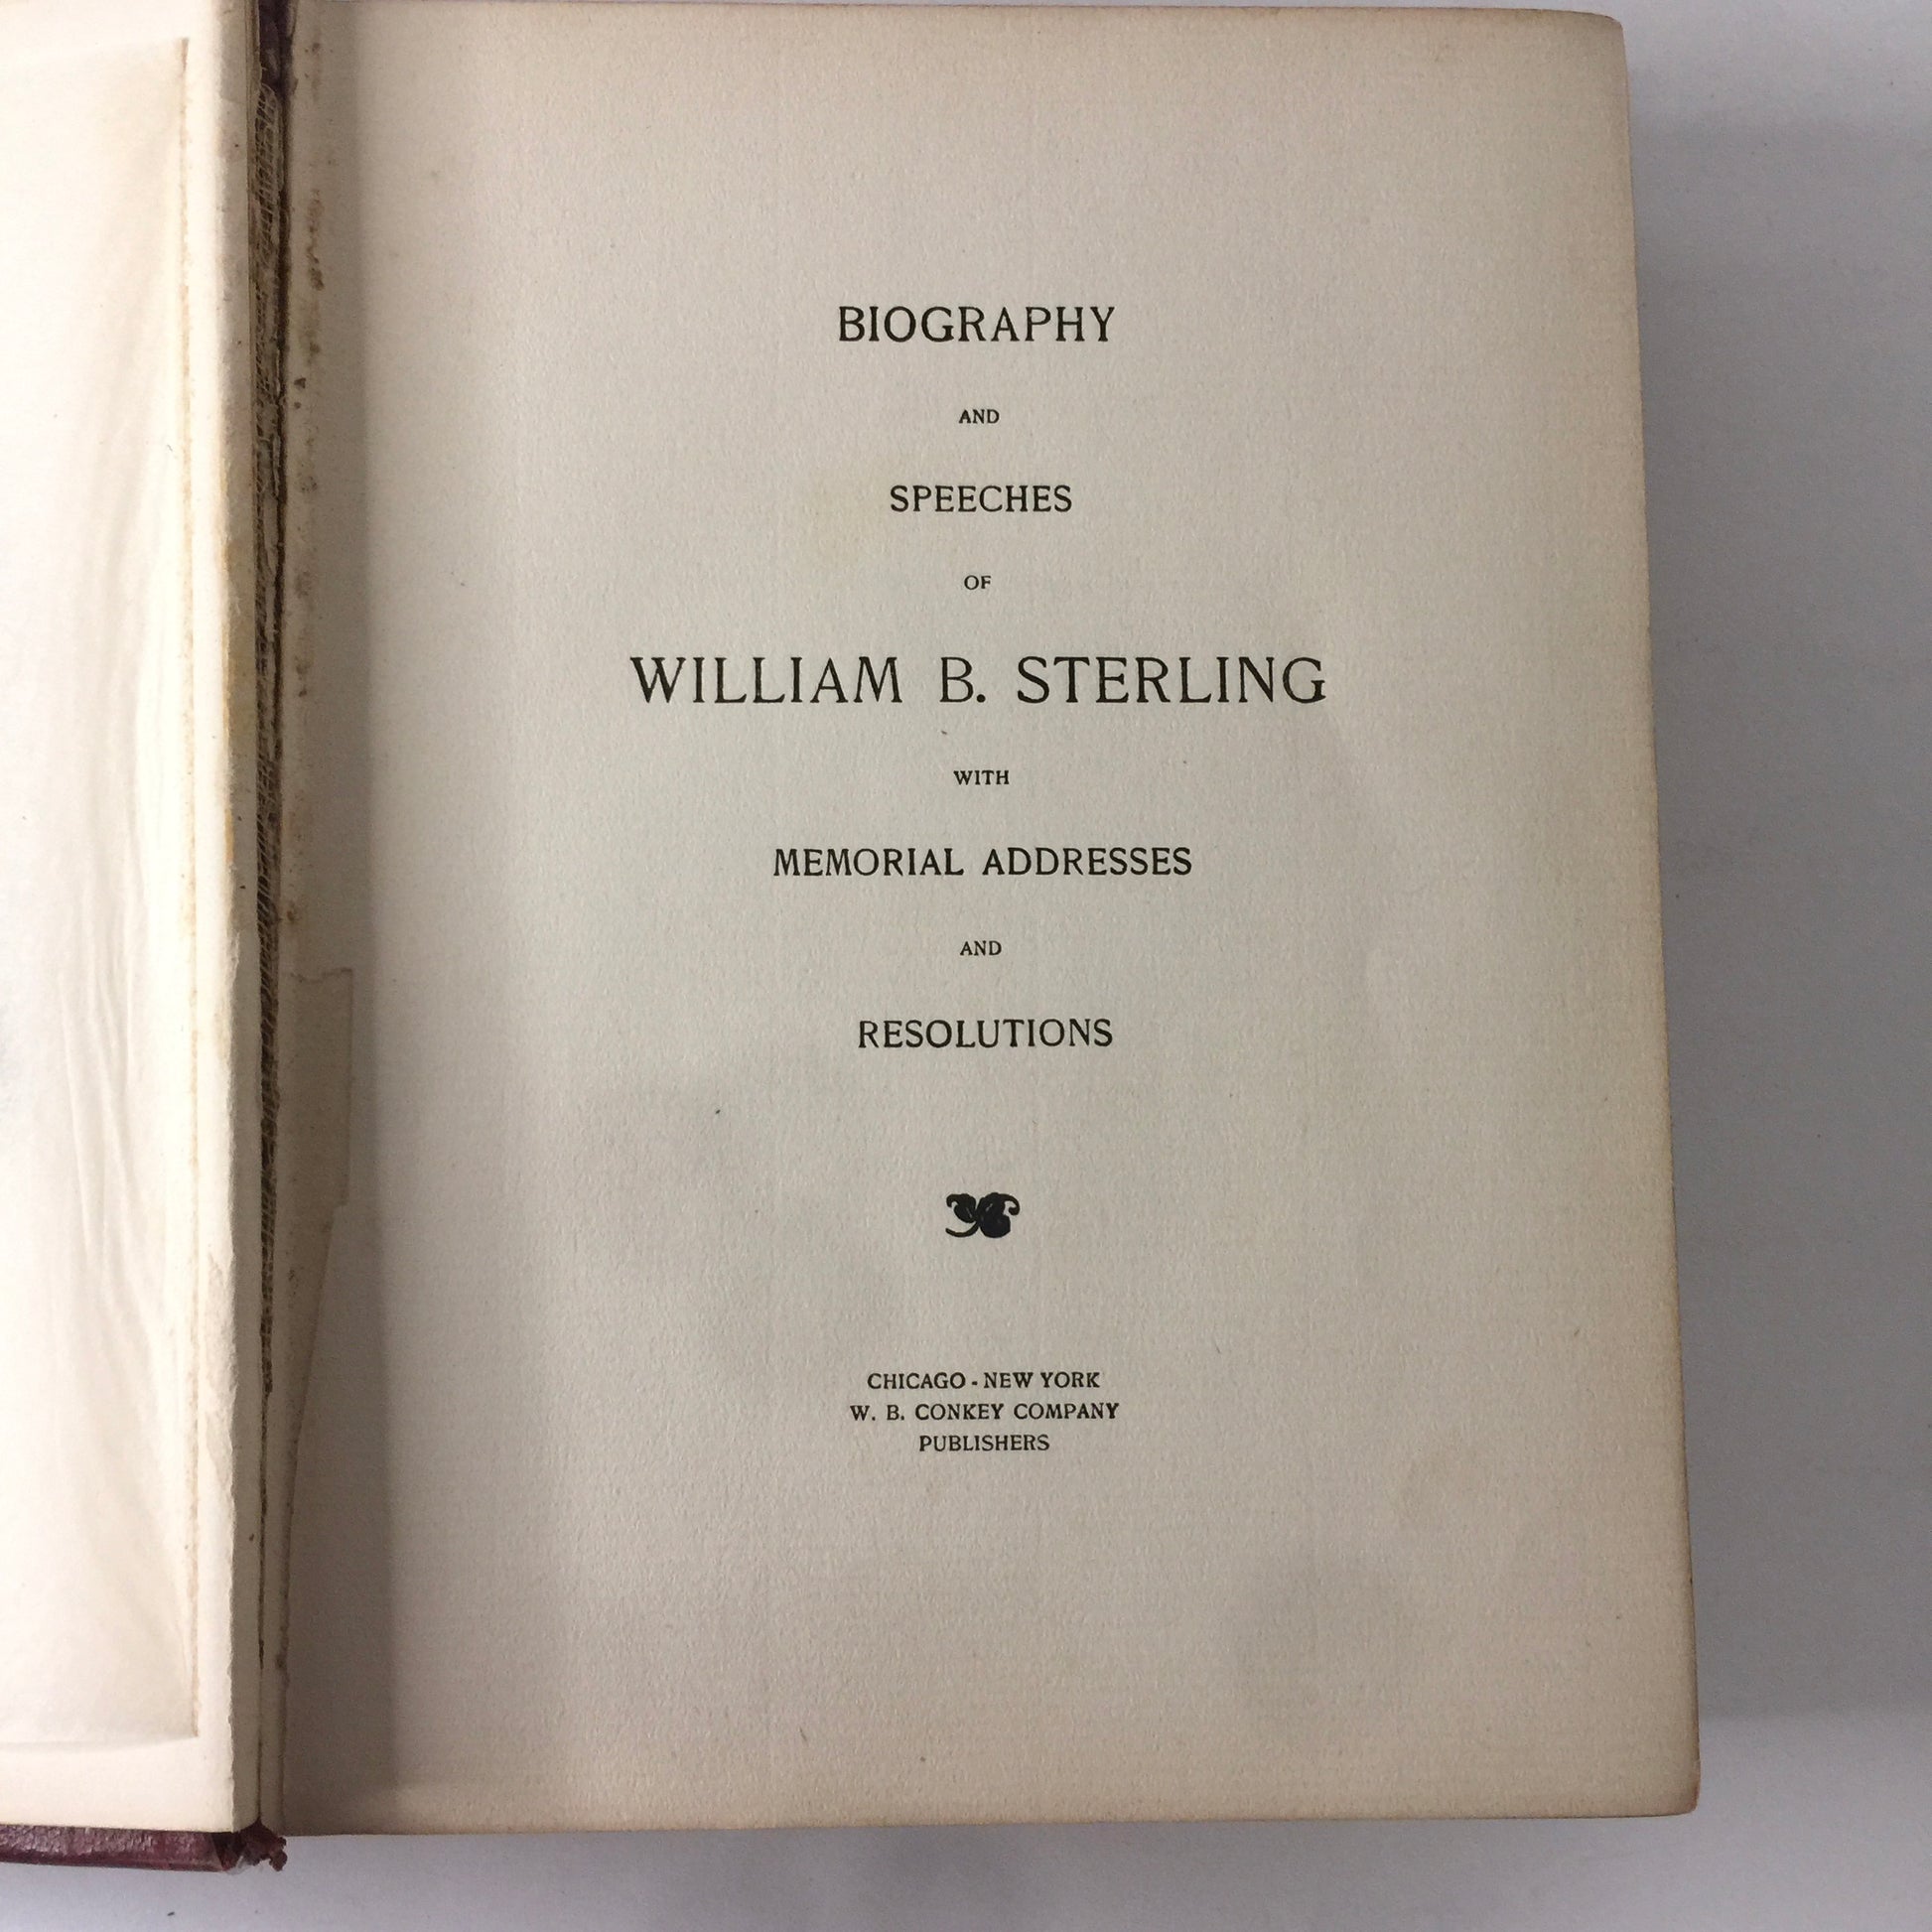 BIOGRAPHY
AND
SPEECHES
OF
WILLIAM B. STERLING
WITH
MEMORIAL ADDRESSES
AND
RESOLUTIONS
CHICAGO - NEW YORK
W. B. CONKEY COMPANY
PUBLISHERS